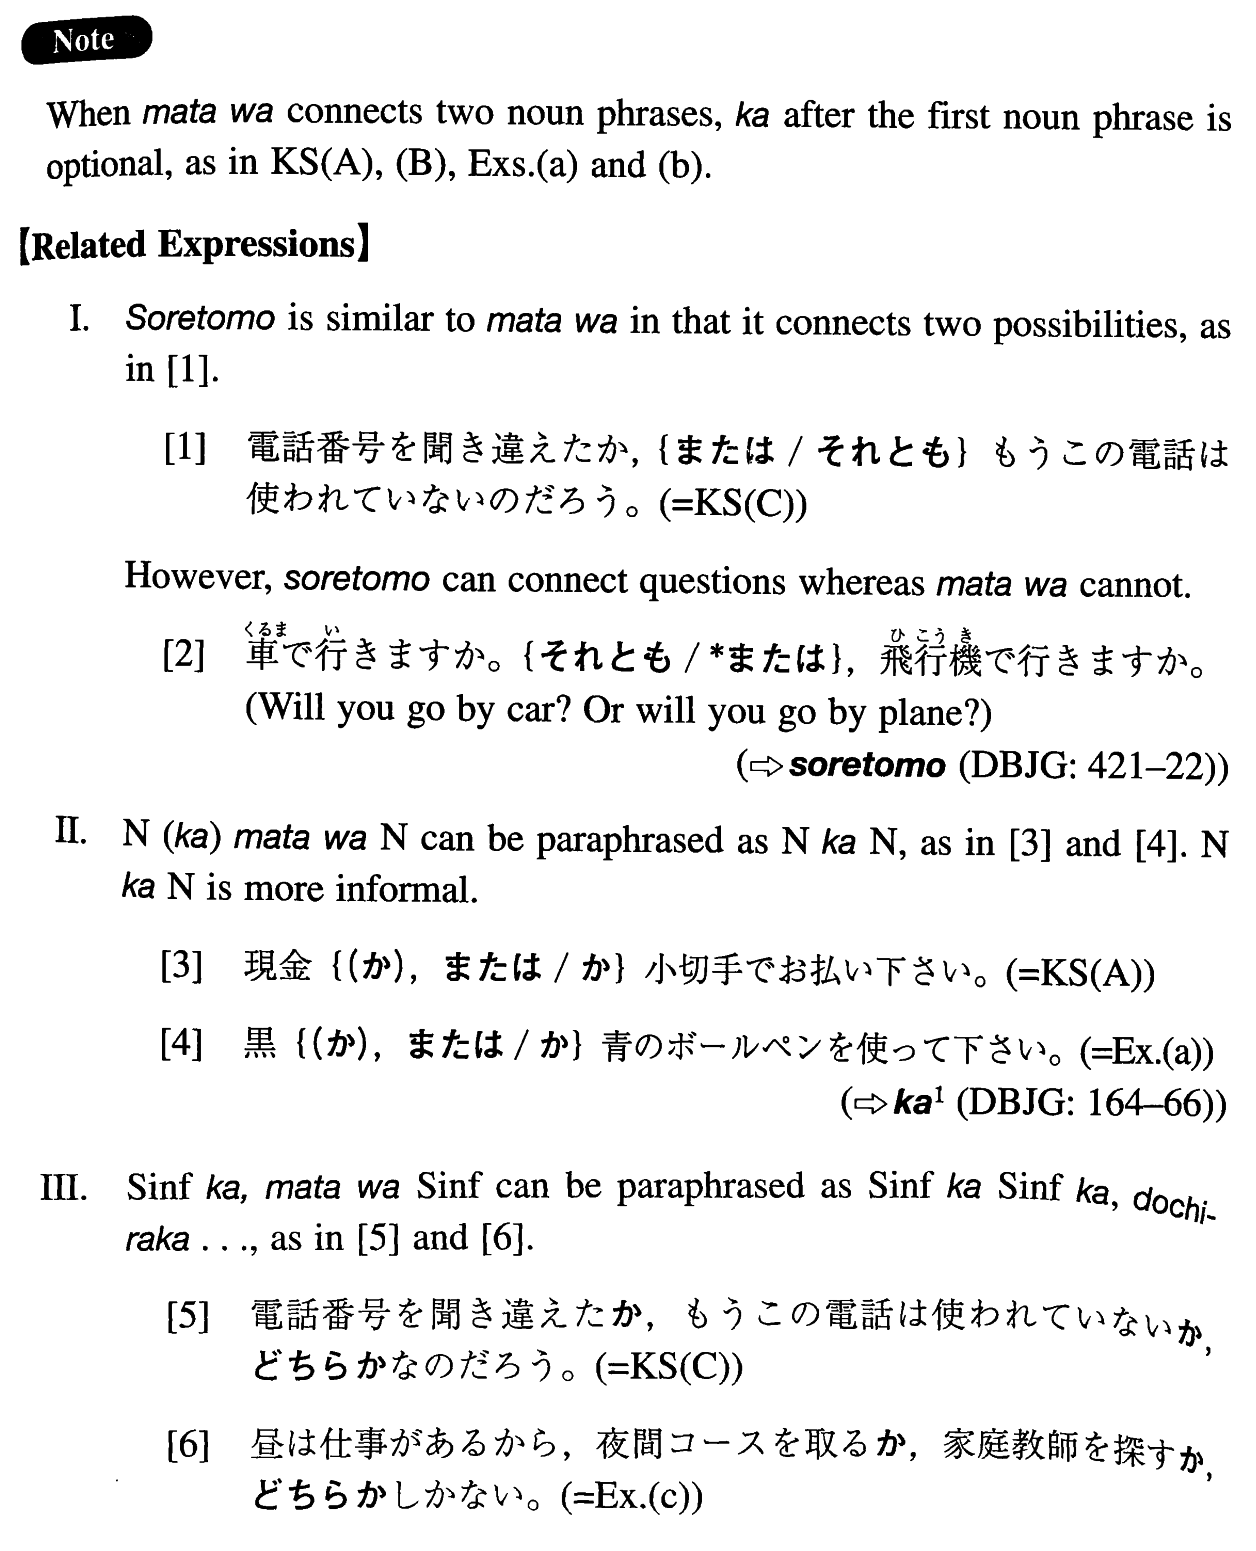 Note
When mata wa connects two noun phrases, ka after the first noun phrase is
optional, as in KS(A), (B), Exs.(a) and (b).
【Related Expressions】
I. Soretomo is similar to mata wa in that it connects two possibilities, as
in [1].
[1] 電話番号を聞き違えたか, {または / それとも} もうこの電話は
使われていないのだろう。(=KS(C))
However, soretomo can connect questions whereas mata wa cannot.
くるま い ひ こう き
[2] 車で行きますか。{それとも / *または}, 飛行機で行きますか。
(Will you go by car? Or will you go by plane?)
(⇨soretomo (DBJG: 421–22))
II. N (ka) mata wa N can be paraphrased as N ka N, as in [3] and [4]. N
ka N is more informal.
[3] 現金 {(か), または / か} 小切手でお払い下さい。(=KS(A))
[4] 黒 {(か), または / か} 青のボールペンを使って下さい。(=Ex.(a))
(⇨ka¹ (DBJG: 164–66))
III. Sinf ka, mata wa Sinf can be paraphrased as Sinf ka Sinf ka, dochi-
raka . . ., as in [5] and [6].
[5] 電話番号を聞き違えたか, もうこの電話は使われていないか,
どちらかなのだろう。(=KS(C))
[6] 昼は仕事があるから, 夜間コースを取るか, 家庭教師を探すか,
どちらかしかない。(=Ex.(c))